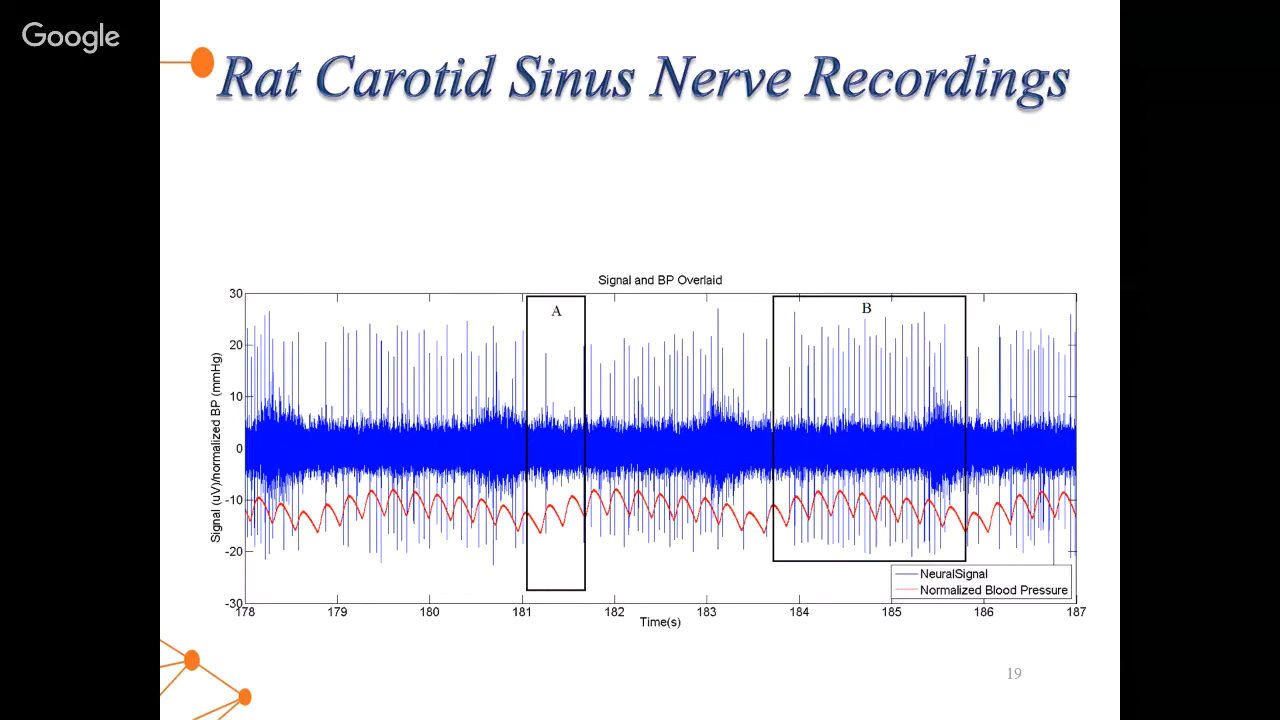 Google
Rat Carotid Sinus Nerve Recordings
Signal and BP Overlaid
A
B
30
20
10
0
-10
-20
-30
Signal (uV)/normalized BP (mmHg)
NeuralSignal
Normalized Blood Pressure
178 179 180 181 182 183 184 185 186 187
Time(s)
19